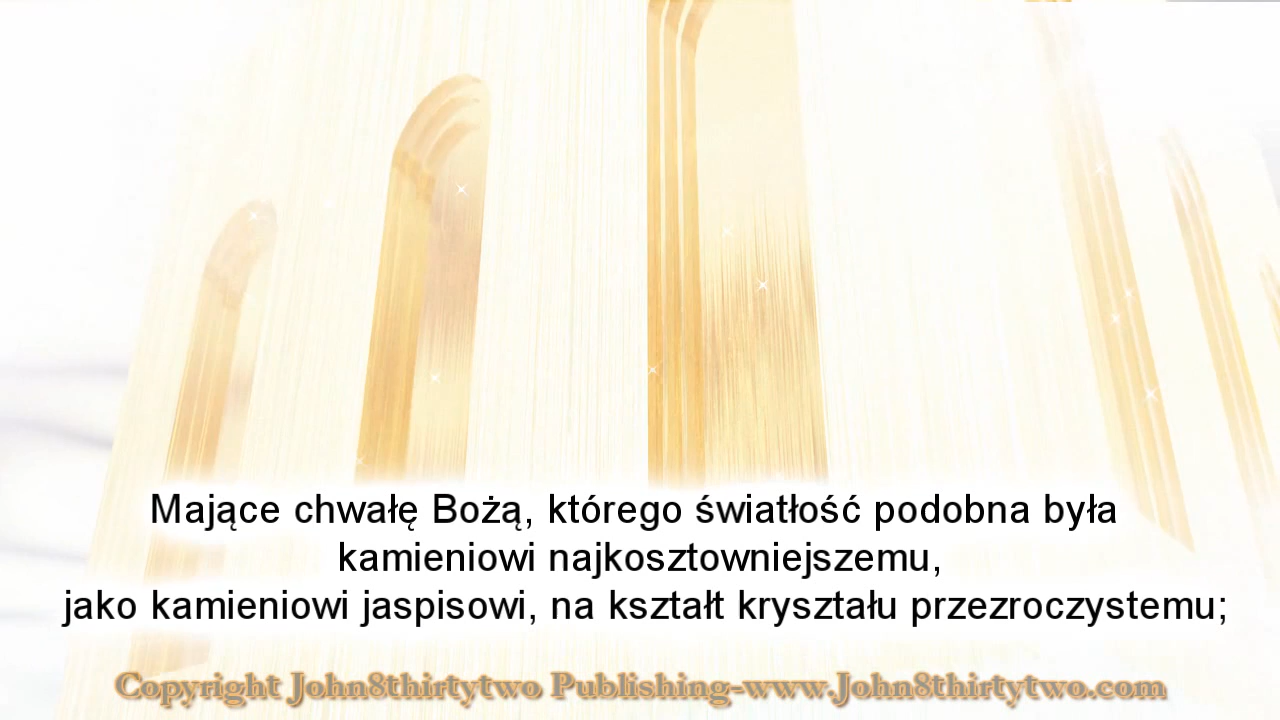 Mające chwałę Bożą, którego światłość podobna była
kamieniowi najkosztowniejszemu,
jako kamieniowi jaspisowi, na kształt kryształu przezroczystemu;
Copyright John8thirtytwo Publishing-www.John8thirtytwo.com